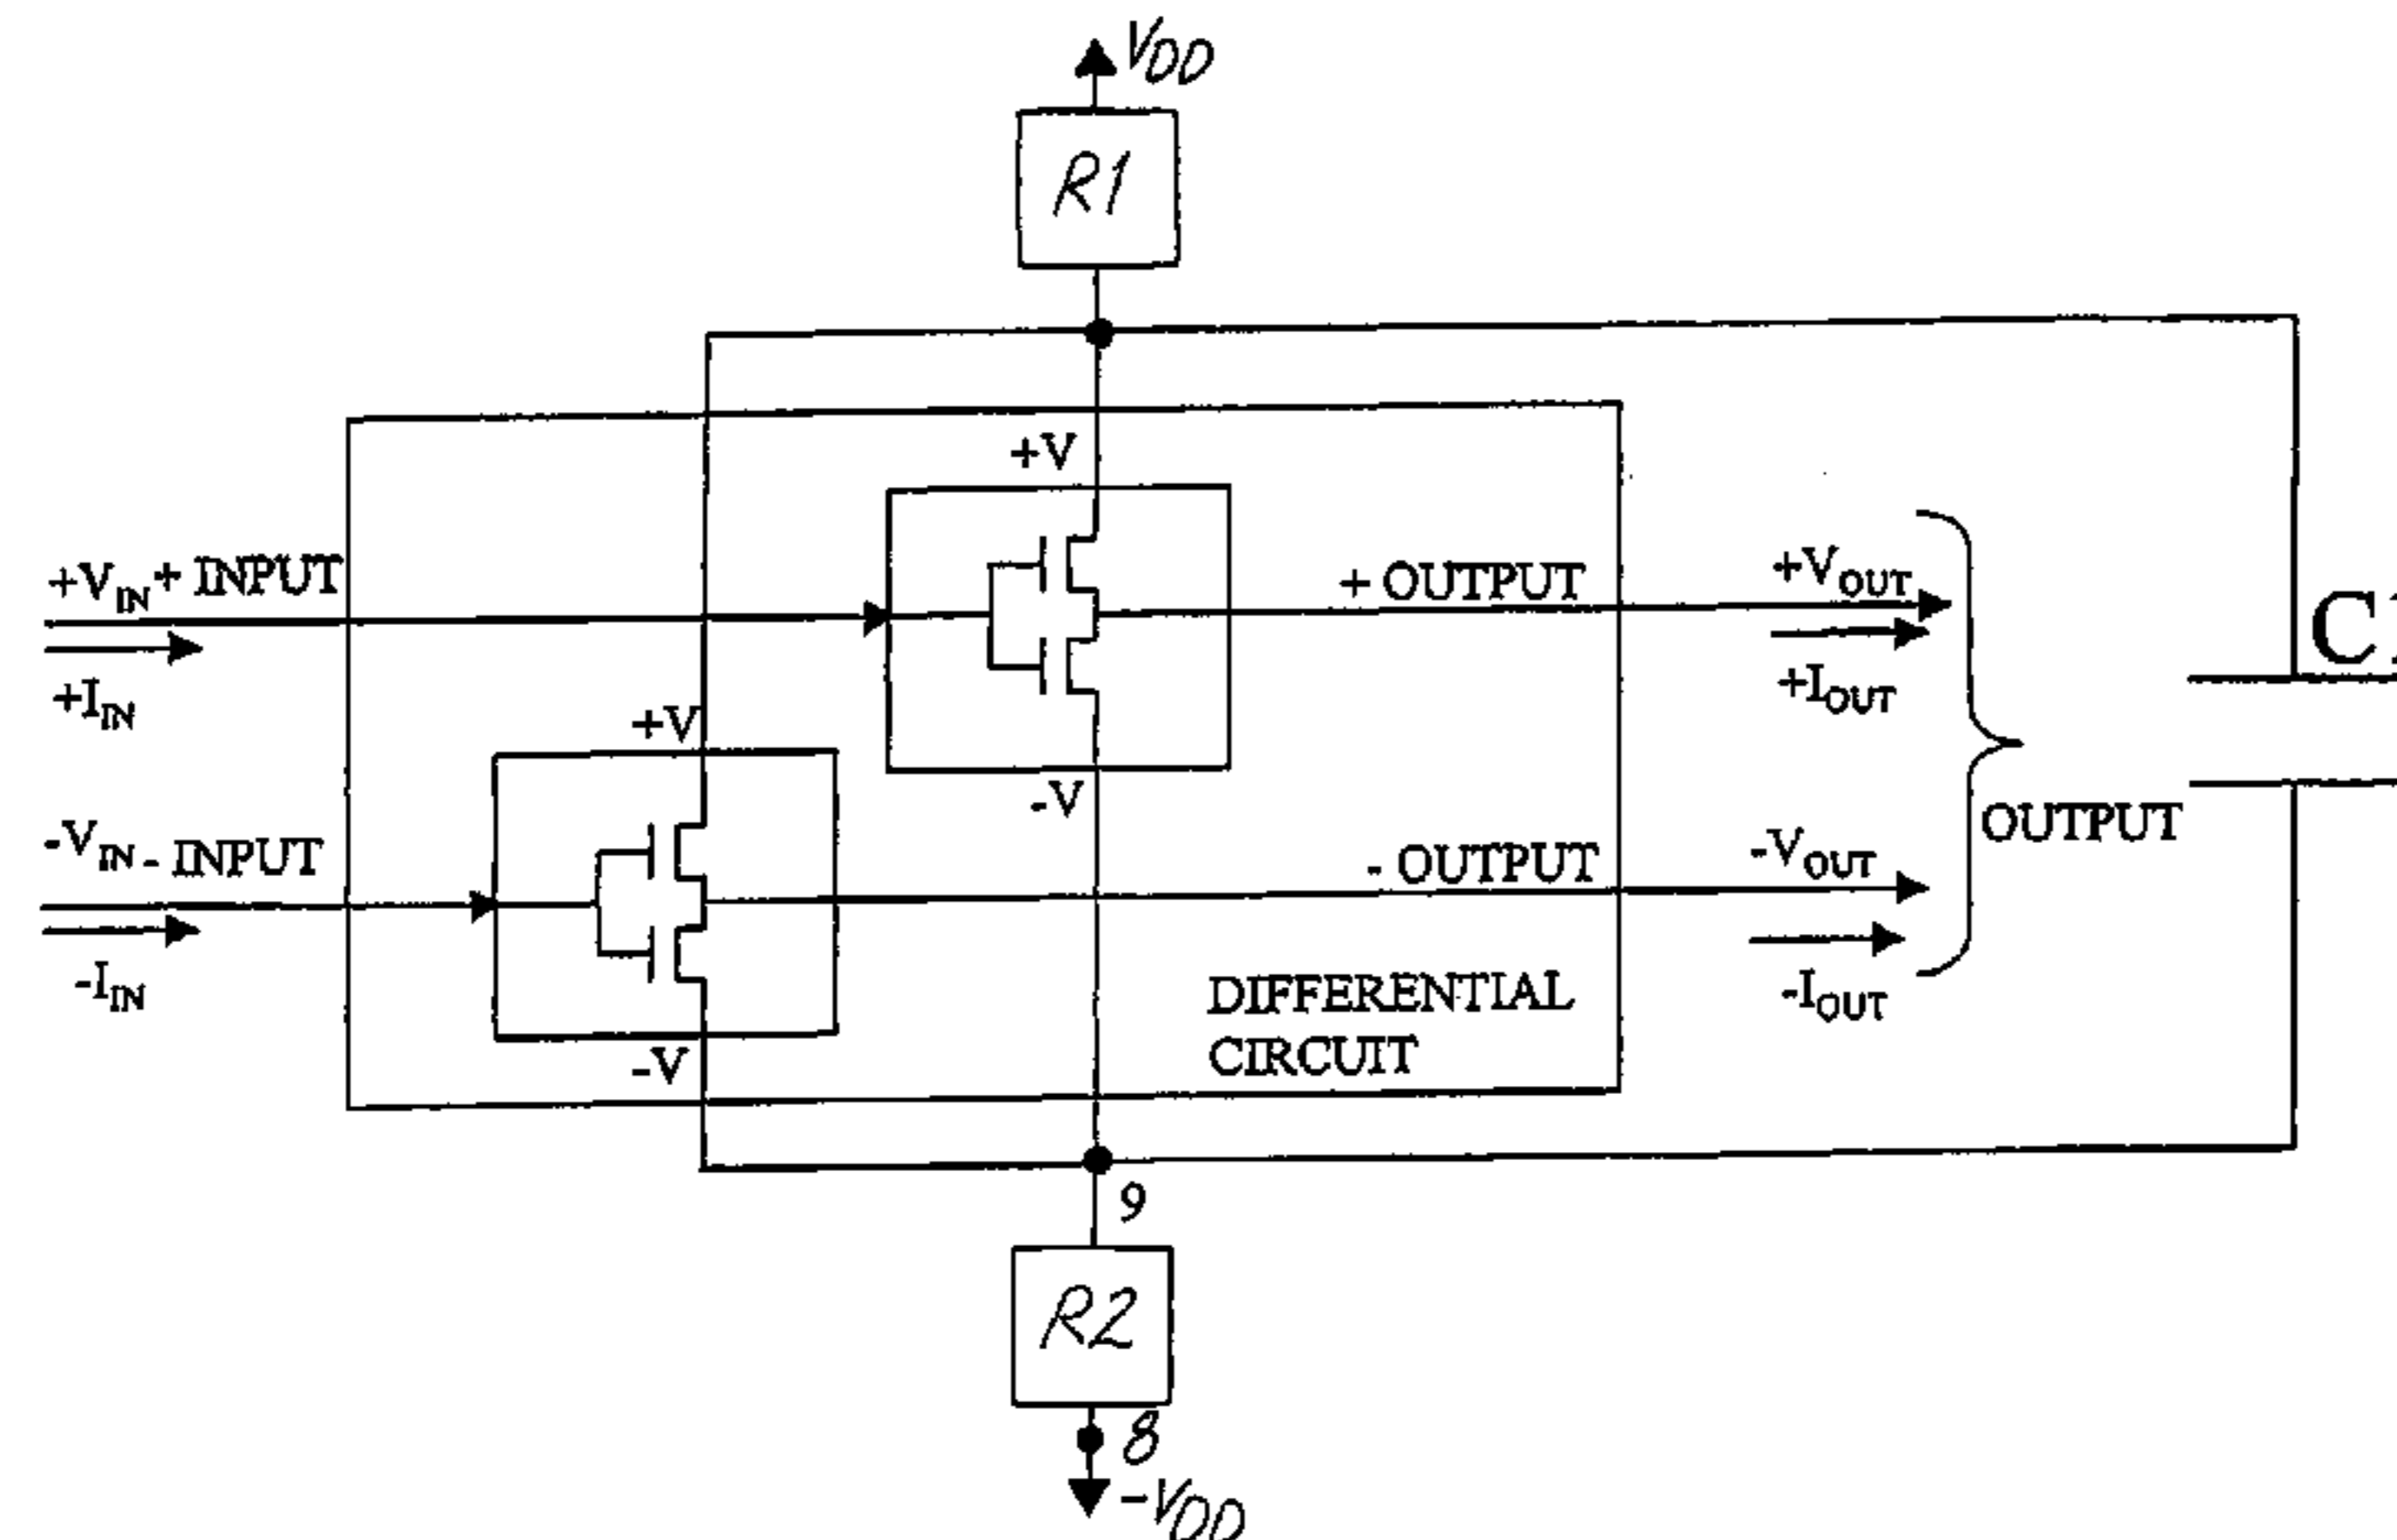 VDD
R1
+V
+VIN + INPUT
+ OUTPUT
+VOUT
C1
+IIN
+IOUT
+V
-V
OUTPUT
-VIN - INPUT
- OUTPUT
-VOUT
-IIN
DIFFERENTIAL
CIRCUIT
-IOUT
-V
9
R2
8
-VDD